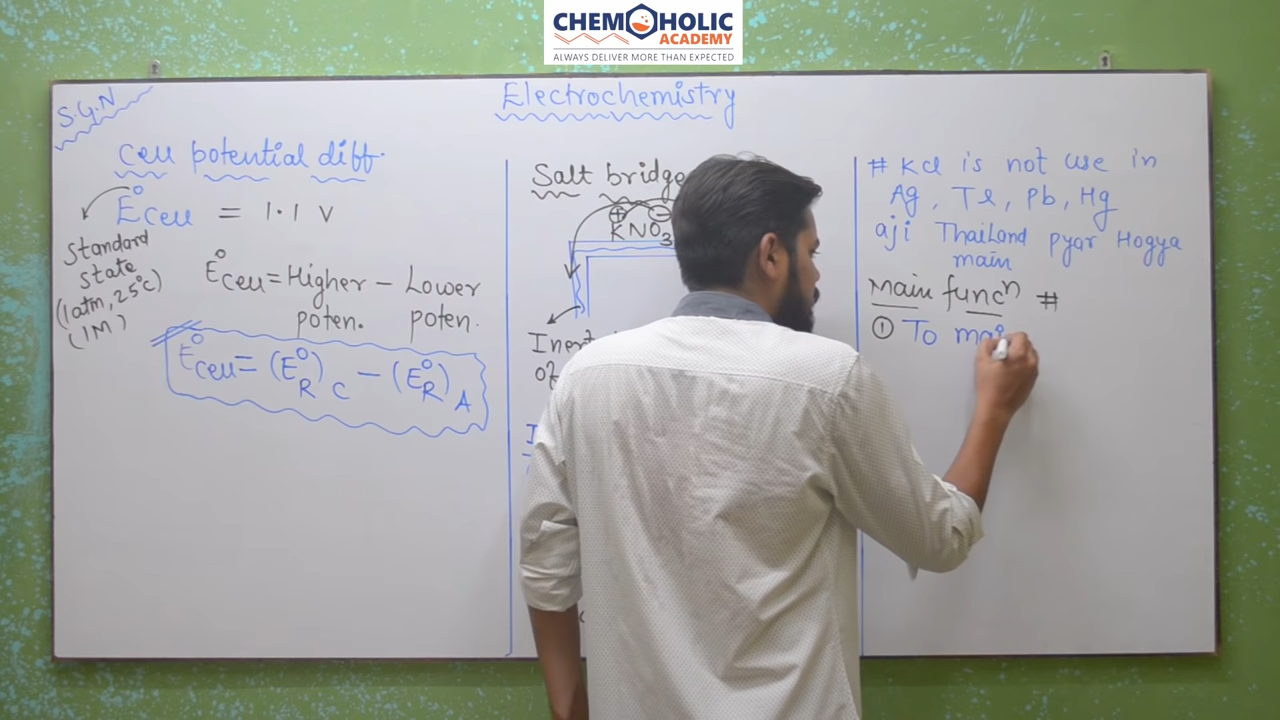 CHEMOHOLIC
ACADEMY
ALWAYS DELIVER MORE THAN EXPECTED
Electrochemistry
S.G.N
Cell potential diff.
E°cell = 1.1 V
Standard
State
(1atm, 25°C)
(1M)
E°cell = Higher - Lower
poten. poten.
E°cell = (E°R)C - (E°R)A
Salt bridge
+ -
KNO3
of
# KCl is not use in
Ag, Tl, Pb, Hg
aji Thailand pyar Hogya
main
Main funcn #
① To mai